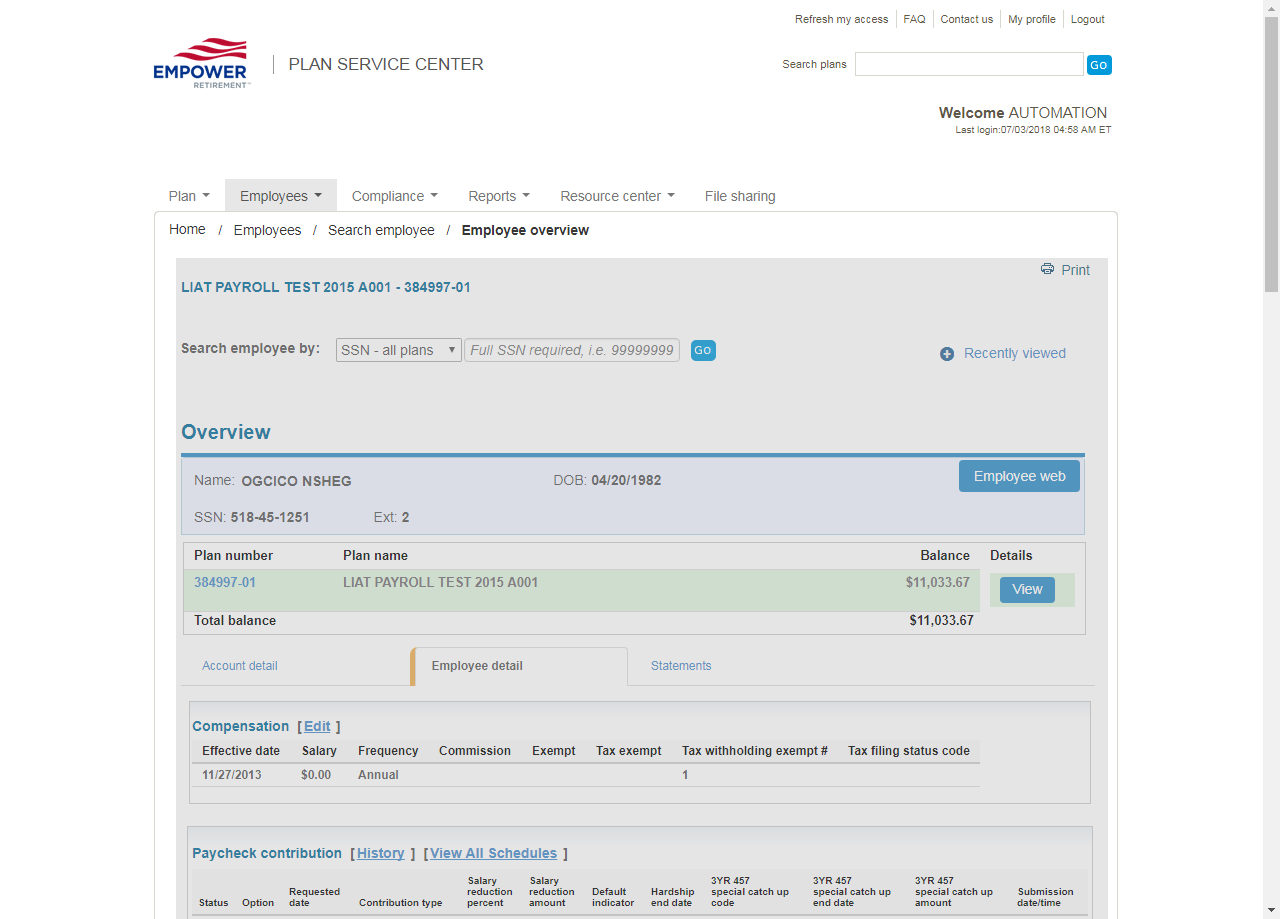 Refresh my access FAQ Contact us My profile Logout
EMPOWER
RETIREMENT™
PLAN SERVICE CENTER
Search plans Go
Welcome AUTOMATION
Last login:07/03/2018 04:58 AM ET
Plan Employees Compliance Reports Resource center File sharing
Home / Employees / Search employee / Employee overview
Print
LIAT PAYROLL TEST 2015 A001 - 384997-01
Search employee by: SSN - all plans Full SSN required, i.e. 99999999 Go
Recently viewed
Overview
Name: OGCICO NSHEG DOB: 04/20/1982 Employee web
SSN: 518-45-1251 Ext: 2
Plan number Plan name Balance Details
384997-01 LIAT PAYROLL TEST 2015 A001 $11,033.67 View
Total balance $11,033.67
Account detail Employee detail Statements
Compensation [ Edit ]
Effective date Salary Frequency Commission Exempt Tax exempt Tax withholding exempt # Tax filing status code
11/27/2013 $0.00 Annual 1
Paycheck contribution [ History ] [ View All Schedules ]
Status Option Requested date Contribution type Salary reduction percent Salary reduction amount Default indicator Hardship end date 3YR 457 special catch up code 3YR 457 special catch up end date 3YR 457 special catch up amount Submission date/time